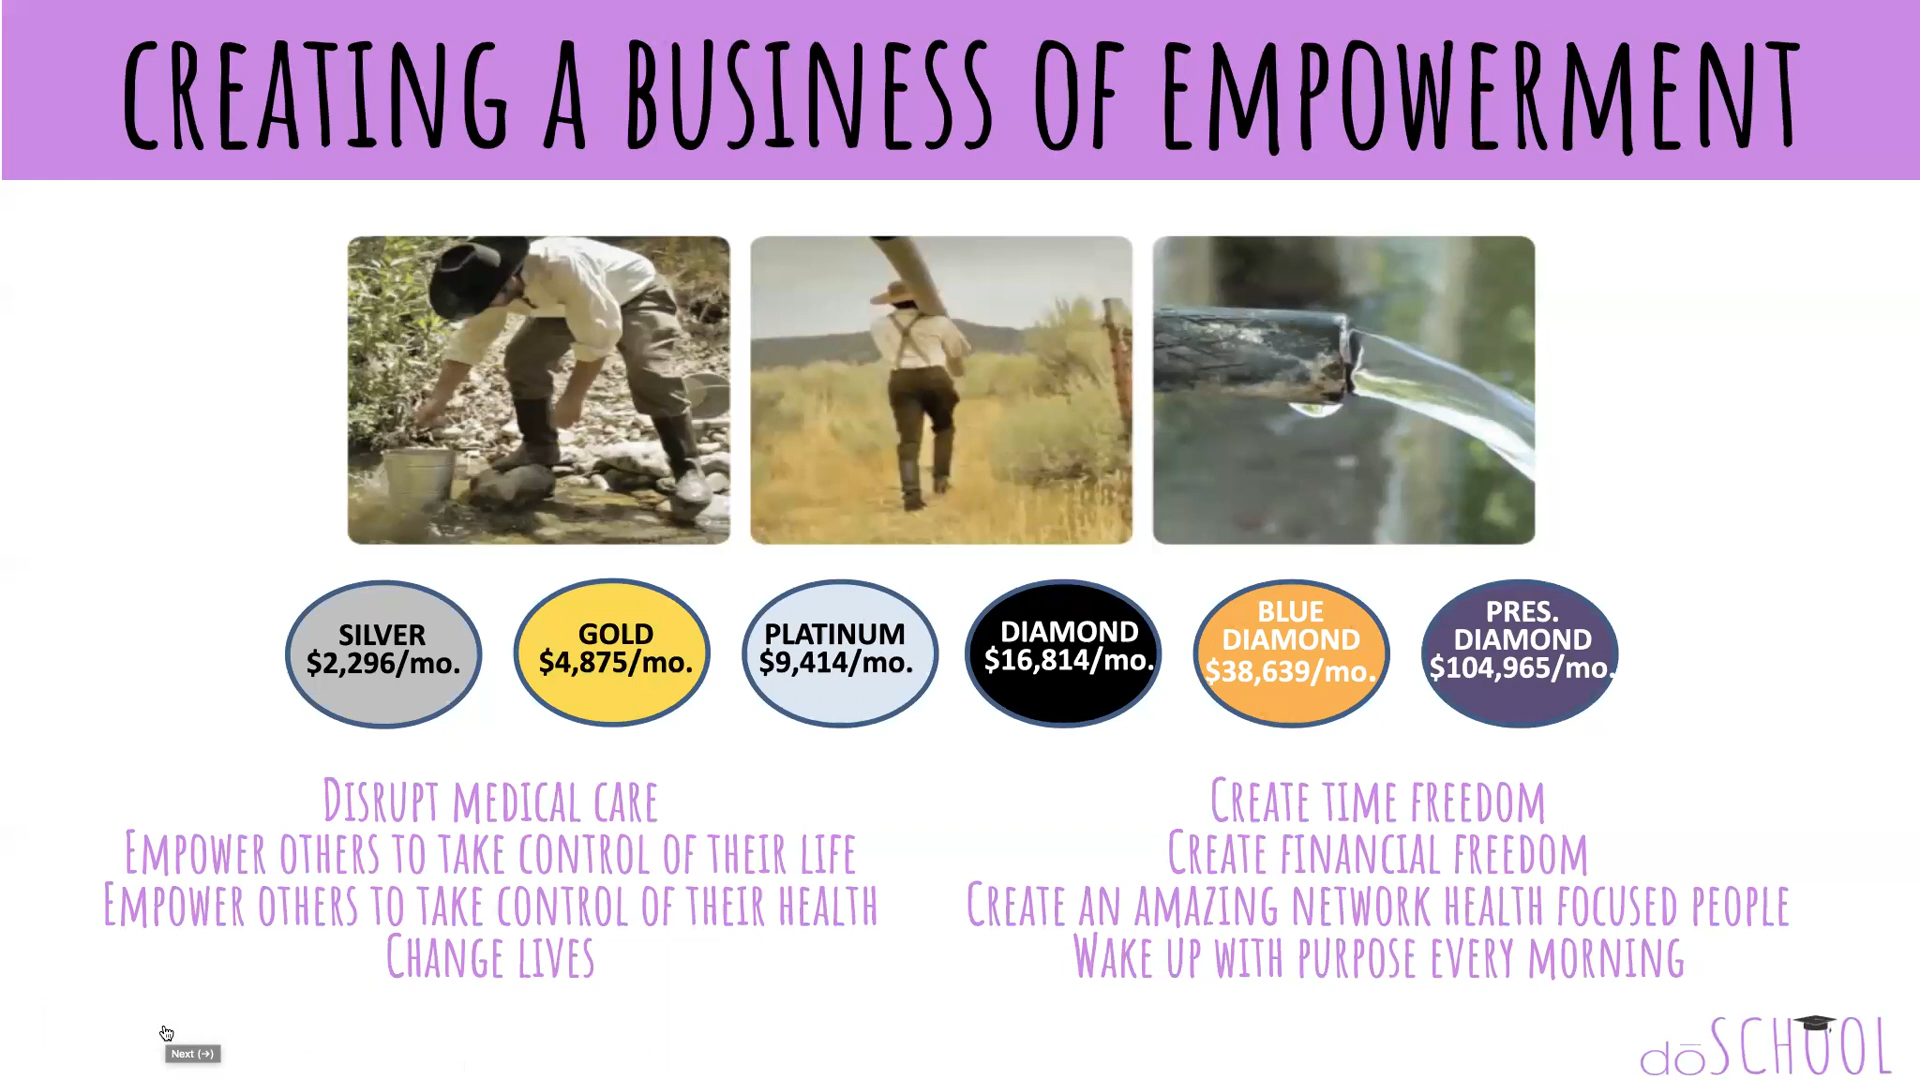 CREATING A BUSINESS OF EMPOWERMENT
SILVER
$2,296/mo.
GOLD
$4,875/mo.
PLATINUM
$9,414/mo.
DIAMOND
$16,814/mo.
BLUE
DIAMOND
$38,639/mo.
PRES.
DIAMOND
$104,965/mo.
DISRUPT MEDICAL CARE
EMPOWER OTHERS TO TAKE CONTROL OF THEIR LIFE
EMPOWER OTHERS TO TAKE CONTROL OF THEIR HEALTH
CHANGE LIVES
CREATE TIME FREEDOM
CREATE FINANCIAL FREEDOM
CREATE AN AMAZING NETWORK HEALTH FOCUSED PEOPLE
WAKE UP WITH PURPOSE EVERY MORNING
Next (→)
dōSCHOOL